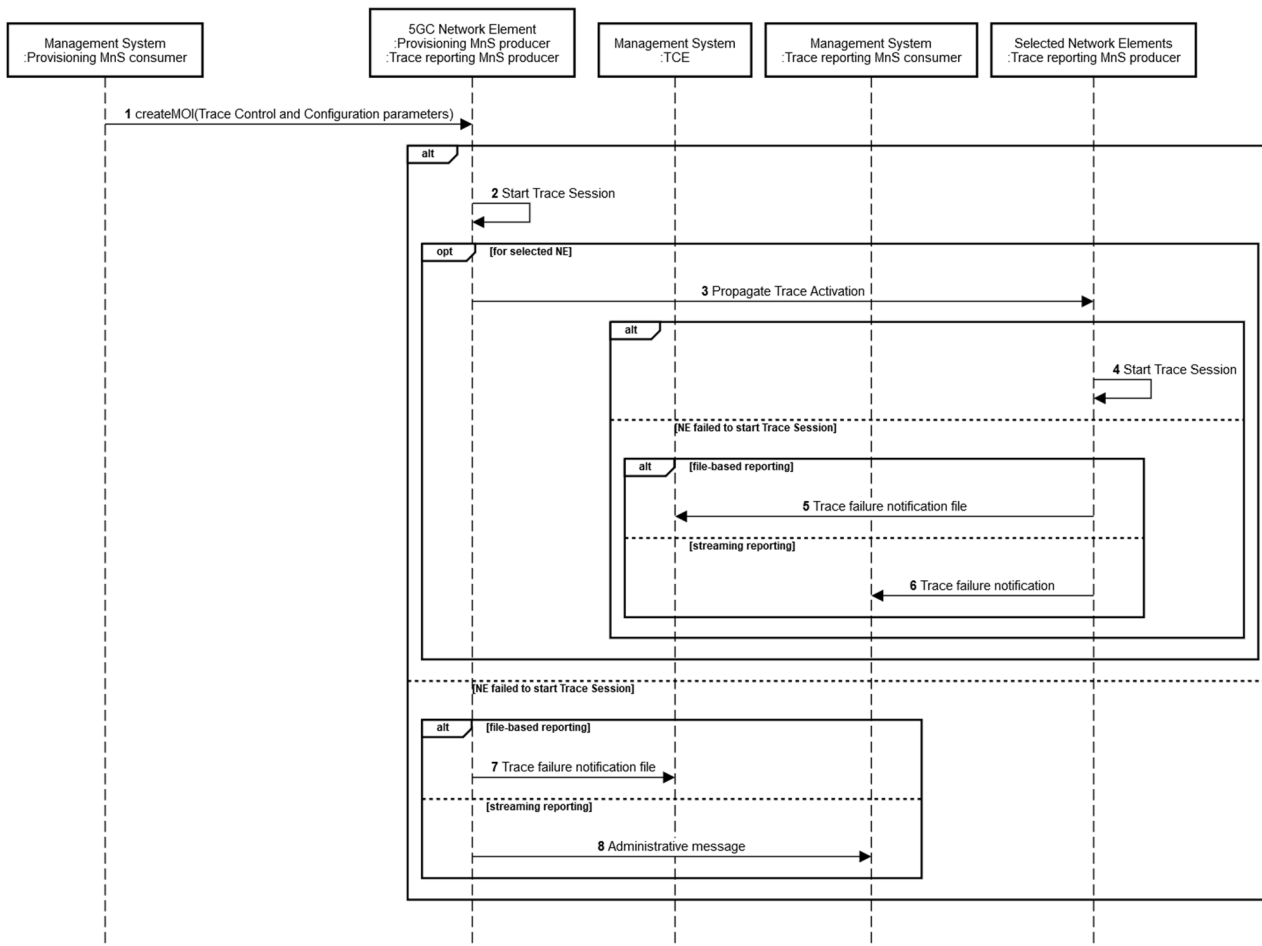 Management System
:Provisioning MnS consumer
5GC Network Element
:Provisioning MnS producer
:Trace reporting MnS producer
Management System
:TCE
Management System
:Trace reporting MnS consumer
Selected Network Elements
:Trace reporting MnS producer
1 createMOI(Trace Control and Configuration parameters)
alt
2 Start Trace Session
opt [for selected NE]
3 Propagate Trace Activation
alt
4 Start Trace Session
[NE failed to start Trace Session]
alt [file-based reporting]
5 Trace failure notification file
[streaming reporting]
6 Trace failure notification
[NE failed to start Trace Session]
alt [file-based reporting]
7 Trace failure notification file
[streaming reporting]
8 Administrative message